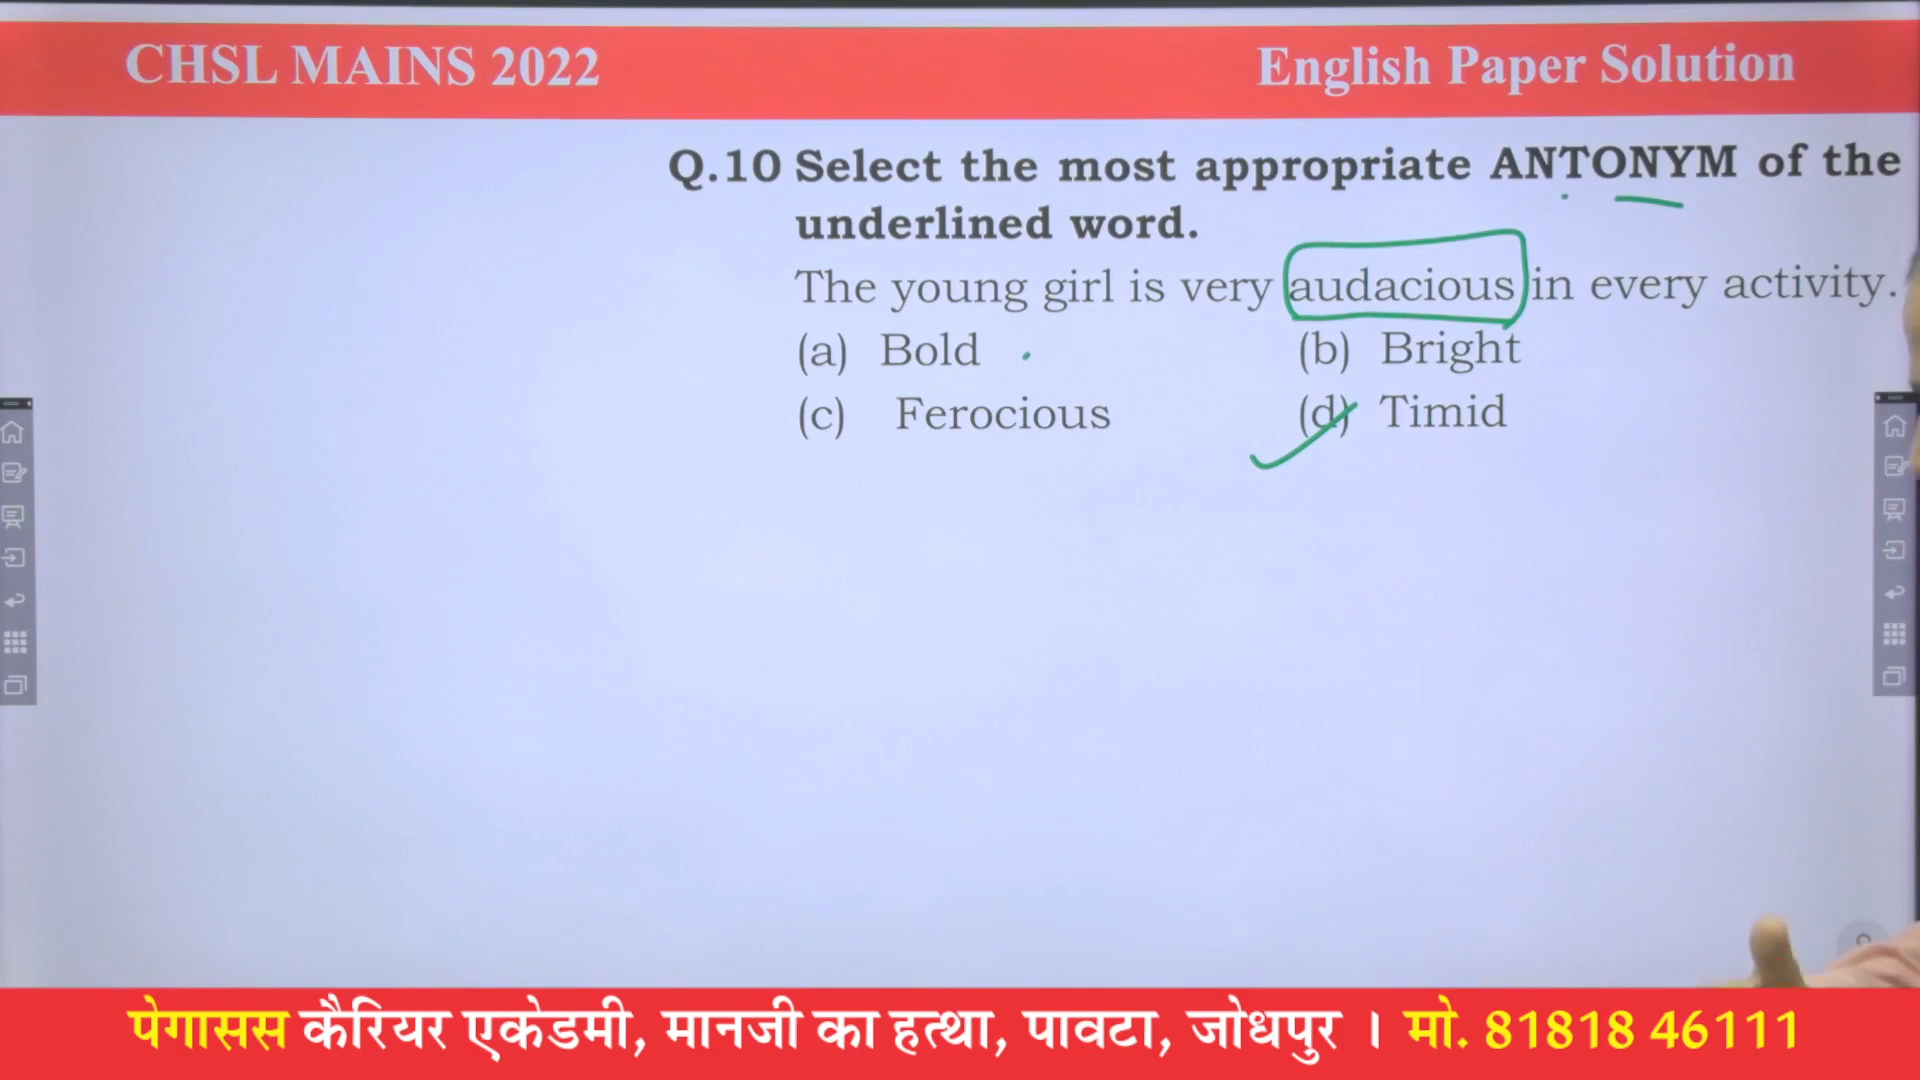 CHSL MAINS 2022 English Paper Solution
Q.10 Select the most appropriate ANTONYM of the
underlined word.
The young girl is very audacious in every activity.
(a) Bold (b) Bright
(c) Ferocious (d) Timid
पेगासस कैरियर एकेडमी, मानजी का हत्था, पावटा, जोधपुर । मो. 81818 46111